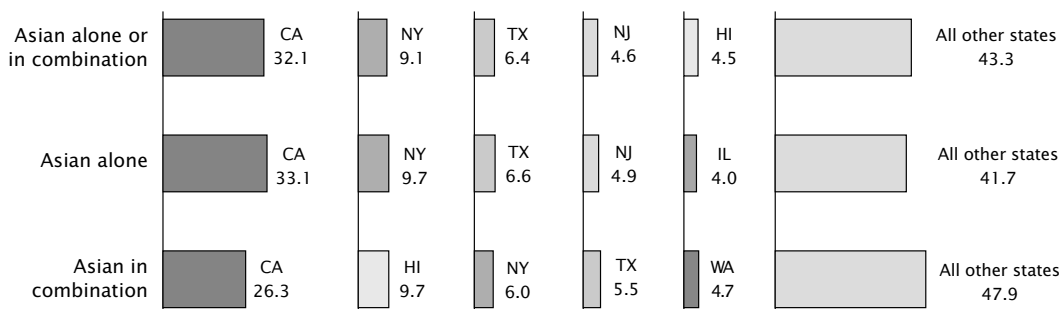 Asian alone or
in combination
CA
32.1
NY
9.1
TX
6.4
NJ
4.6
HI
4.5
All other states
43.3
Asian alone
CA
33.1
NY
9.7
TX
6.6
NJ
4.9
IL
4.0
All other states
41.7
Asian in
combination
CA
26.3
HI
9.7
NY
6.0
TX
5.5
WA
4.7
All other states
47.9